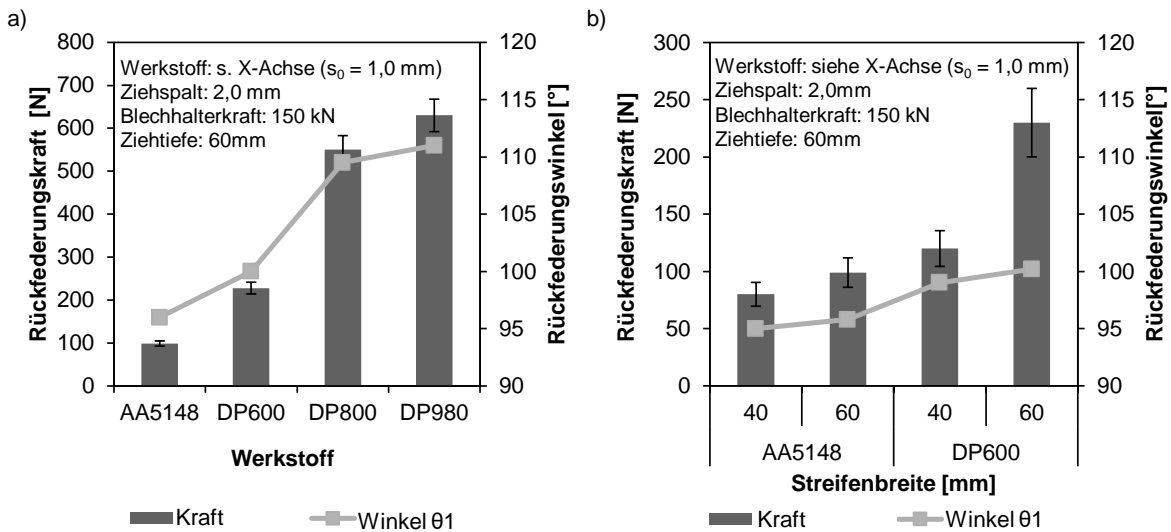 a)
Rückfederungskraft [N]
800
700
600
500
400
300
200
100
0
Werkstoff: s. X-Achse (s0 = 1,0 mm)
Ziehspalt: 2,0 mm
Blechhalterkraft: 150 kN
Ziehtiefe: 60mm
120
115
110
105
100
95
90
Rückfederungswinkel[°]
AA5148 DP600 DP800 DP980
Werkstoff
Kraft Winkel θ1
b)
Rückfederungskraft [N]
300
250
200
150
100
50
0
Werkstoff: siehe X-Achse (s0 = 1,0 mm)
Ziehspalt: 2,0mm
Blechhalterkraft: 150 kN
Ziehtiefe: 60mm
120
115
110
105
100
95
90
Rückfederungswinkel[°]
40 60 40 60
AA5148 DP600
Streifenbreite [mm]
Kraft Winkel θ1